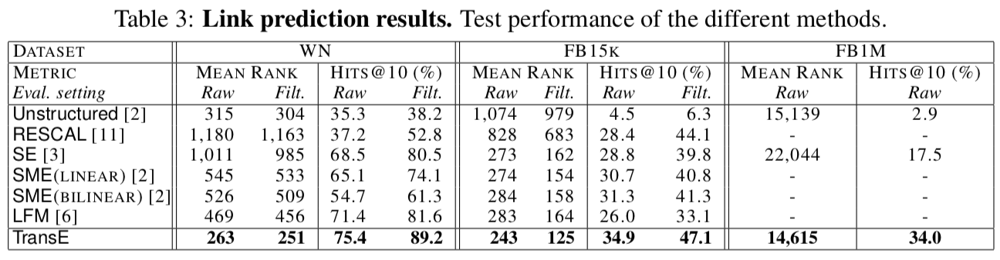 Table 3: Link prediction results. Test performance of the different methods.
DATASET WN FB15K FB1M
METRIC MEAN RANK HITS@10 (%) MEAN RANK HITS@10 (%) MEAN RANK HITS@10 (%)
Eval. setting Raw Filt. Raw Filt. Raw Filt. Raw Filt. Raw Raw
Unstructured [2] 315 304 35.3 38.2 1,074 979 4.5 6.3 15,139 2.9
RESCAL [11] 1,180 1,163 37.2 52.8 828 683 28.4 44.1 - -
SE [3] 1,011 985 68.5 80.5 273 162 28.8 39.8 22,044 17.5
SME(LINEAR) [2] 545 533 65.1 74.1 274 154 30.7 40.8 - -
SME(BILINEAR) [2] 526 509 54.7 61.3 284 158 31.3 41.3 - -
LFM [6] 469 456 71.4 81.6 283 164 26.0 33.1 - -
TransE 263 251 75.4 89.2 243 125 34.9 47.1 14,615 34.0